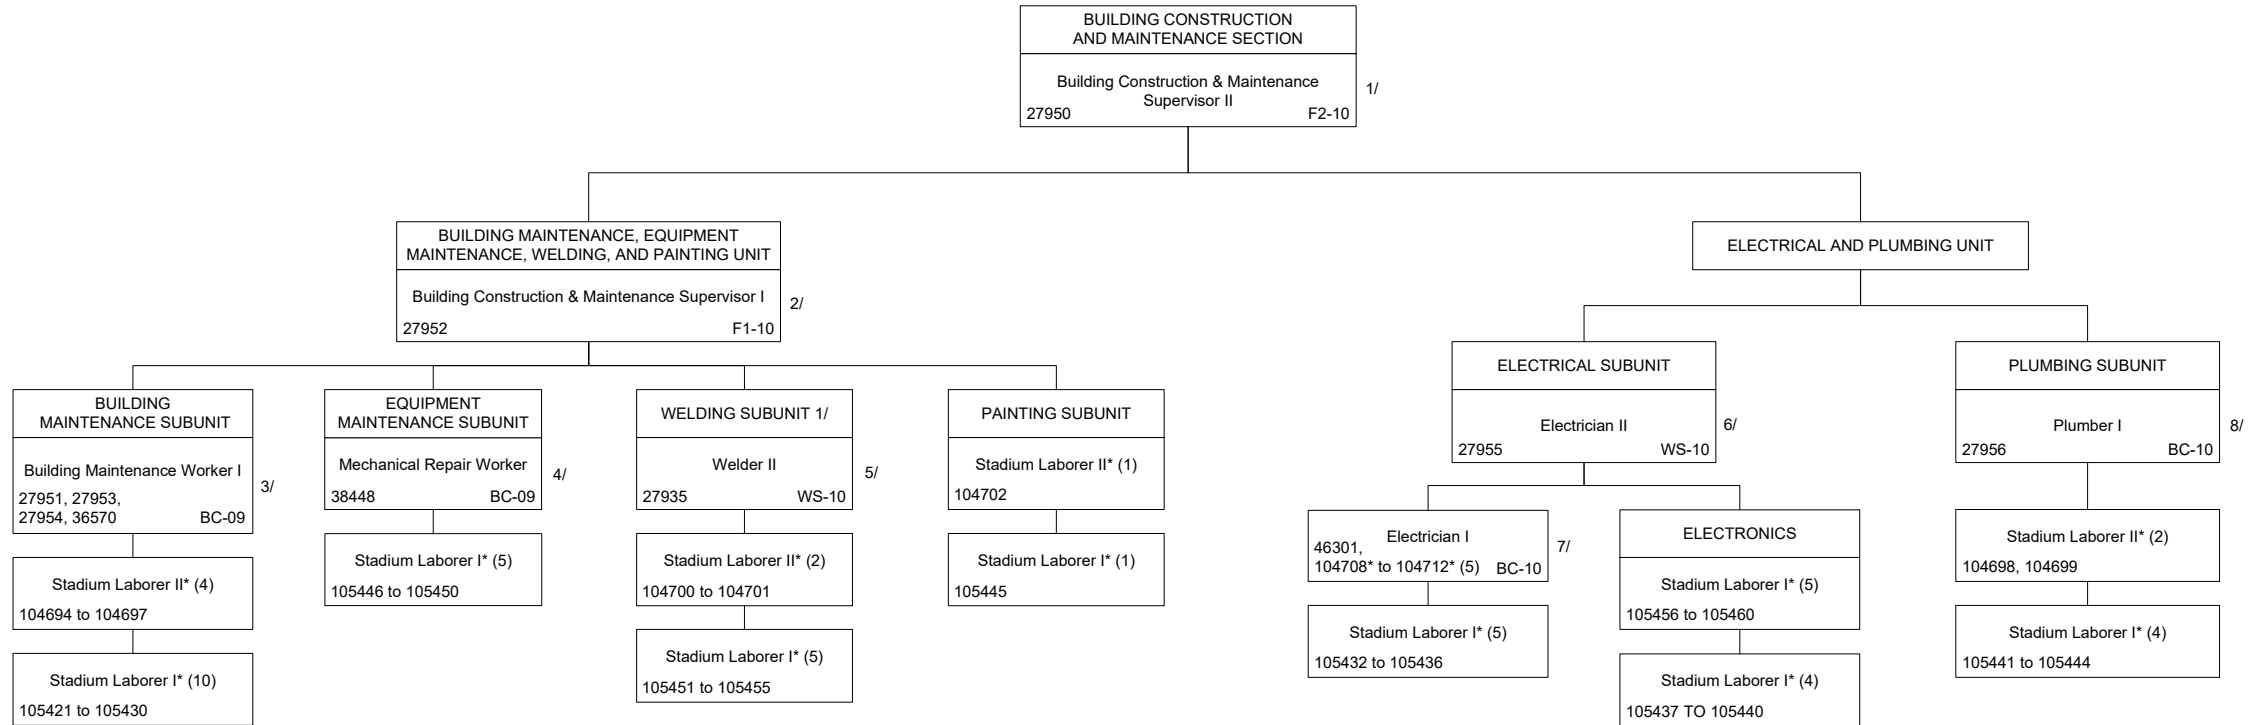 BUILDING CONSTRUCTION
AND MAINTENANCE SECTION
Building Construction & Maintenance
Supervisor II
27950 F2-10
1/
BUILDING MAINTENANCE, EQUIPMENT
MAINTENANCE, WELDING, AND PAINTING UNIT
Building Construction & Maintenance Supervisor I
27952 F1-10
2/
BUILDING
MAINTENANCE SUBUNIT
Building Maintenance Worker I
27951, 27953,
27954, 36570 BC-09
3/
Stadium Laborer II* (4)
104694 to 104697
Stadium Laborer I* (10)
105421 to 105430
EQUIPMENT
MAINTENANCE SUBUNIT
Mechanical Repair Worker
38448 BC-09
4/
Stadium Laborer I* (5)
105446 to 105450
WELDING SUBUNIT 1/
Welder II
27935 WS-10
5/
Stadium Laborer II* (2)
104700 to 104701
Stadium Laborer I* (5)
105451 to 105455
PAINTING SUBUNIT
Stadium Laborer II* (1)
104702
Stadium Laborer I* (1)
105445
ELECTRICAL AND PLUMBING UNIT
ELECTRICAL SUBUNIT
Electrician II
27955 WS-10
6/
Electrician I
46301,
104708* to 104712* (5) BC-10
7/
Stadium Laborer I* (5)
105432 to 105436
ELECTRONICS
Stadium Laborer I* (5)
105456 to 105460
Stadium Laborer I* (4)
105437 TO 105440
PLUMBING SUBUNIT
Plumber I
27956 BC-10
8/
Stadium Laborer II* (2)
104698, 104699
Stadium Laborer I* (4)
105441 to 105444